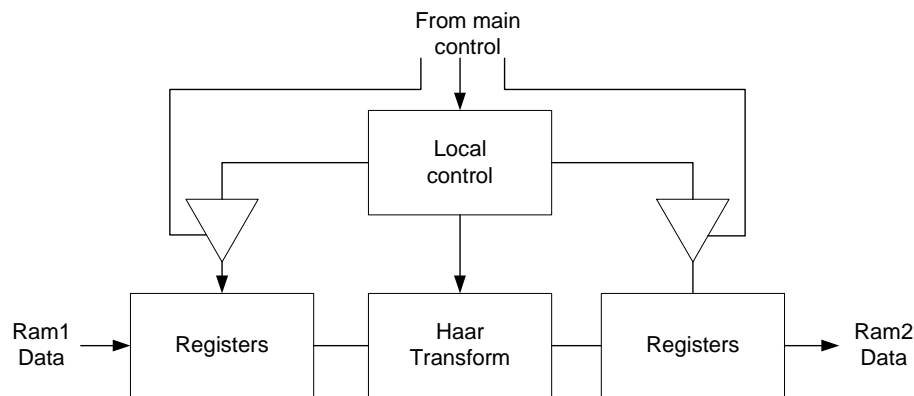 From main
control
Local
control
Ram1
Data
Registers
Haar
Transform
Registers
Ram2
Data